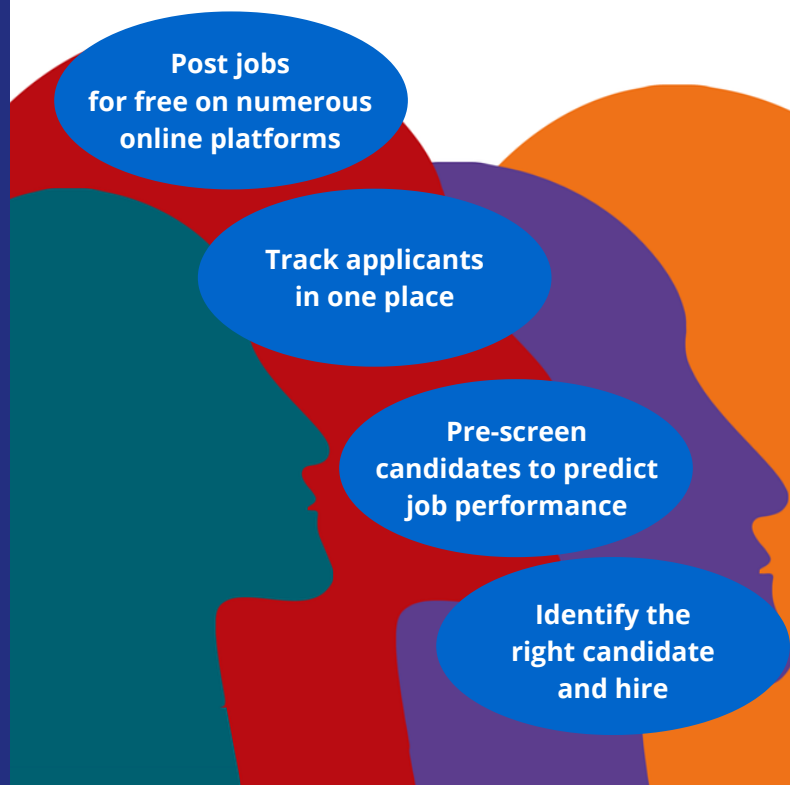 Post jobs
for free on numerous
online platforms
Track applicants
in one place
Pre-screen
candidates to predict
job performance
Identify the
right candidate
and hire